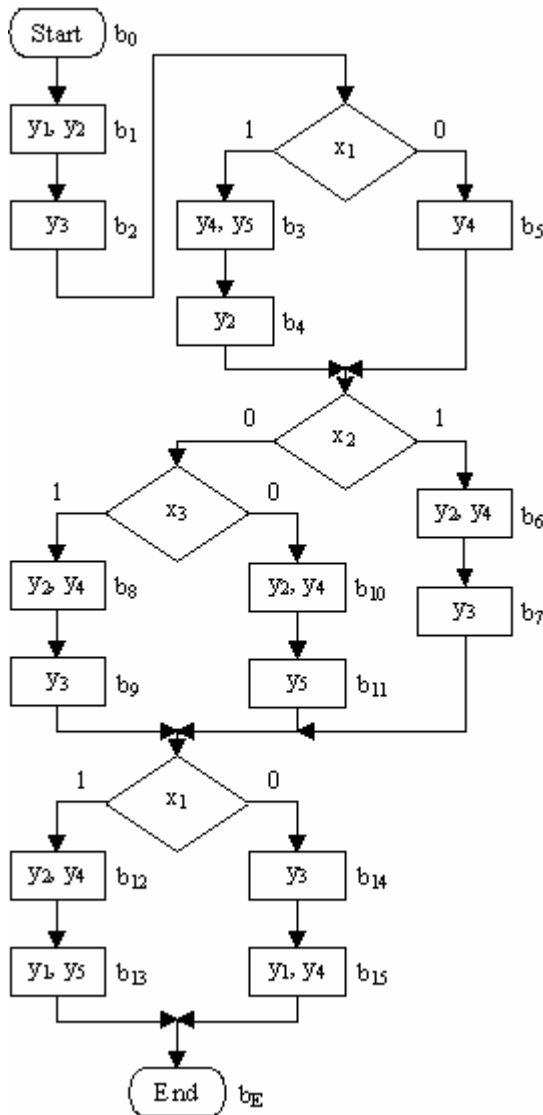 Start b0
y1, y2 b1
y3 b2
x1
1 0
y4, y5 b3
y4 b5
y2 b4
x2
0 1
x3
1 0
y2, y4 b6
y2, y4 b8
y2, y4 b10
y3 b7
y3 b9
y5 b11
x1
1 0
y2, y4 b12
y3 b14
y1, y5 b13
y1, y4 b15
End bE